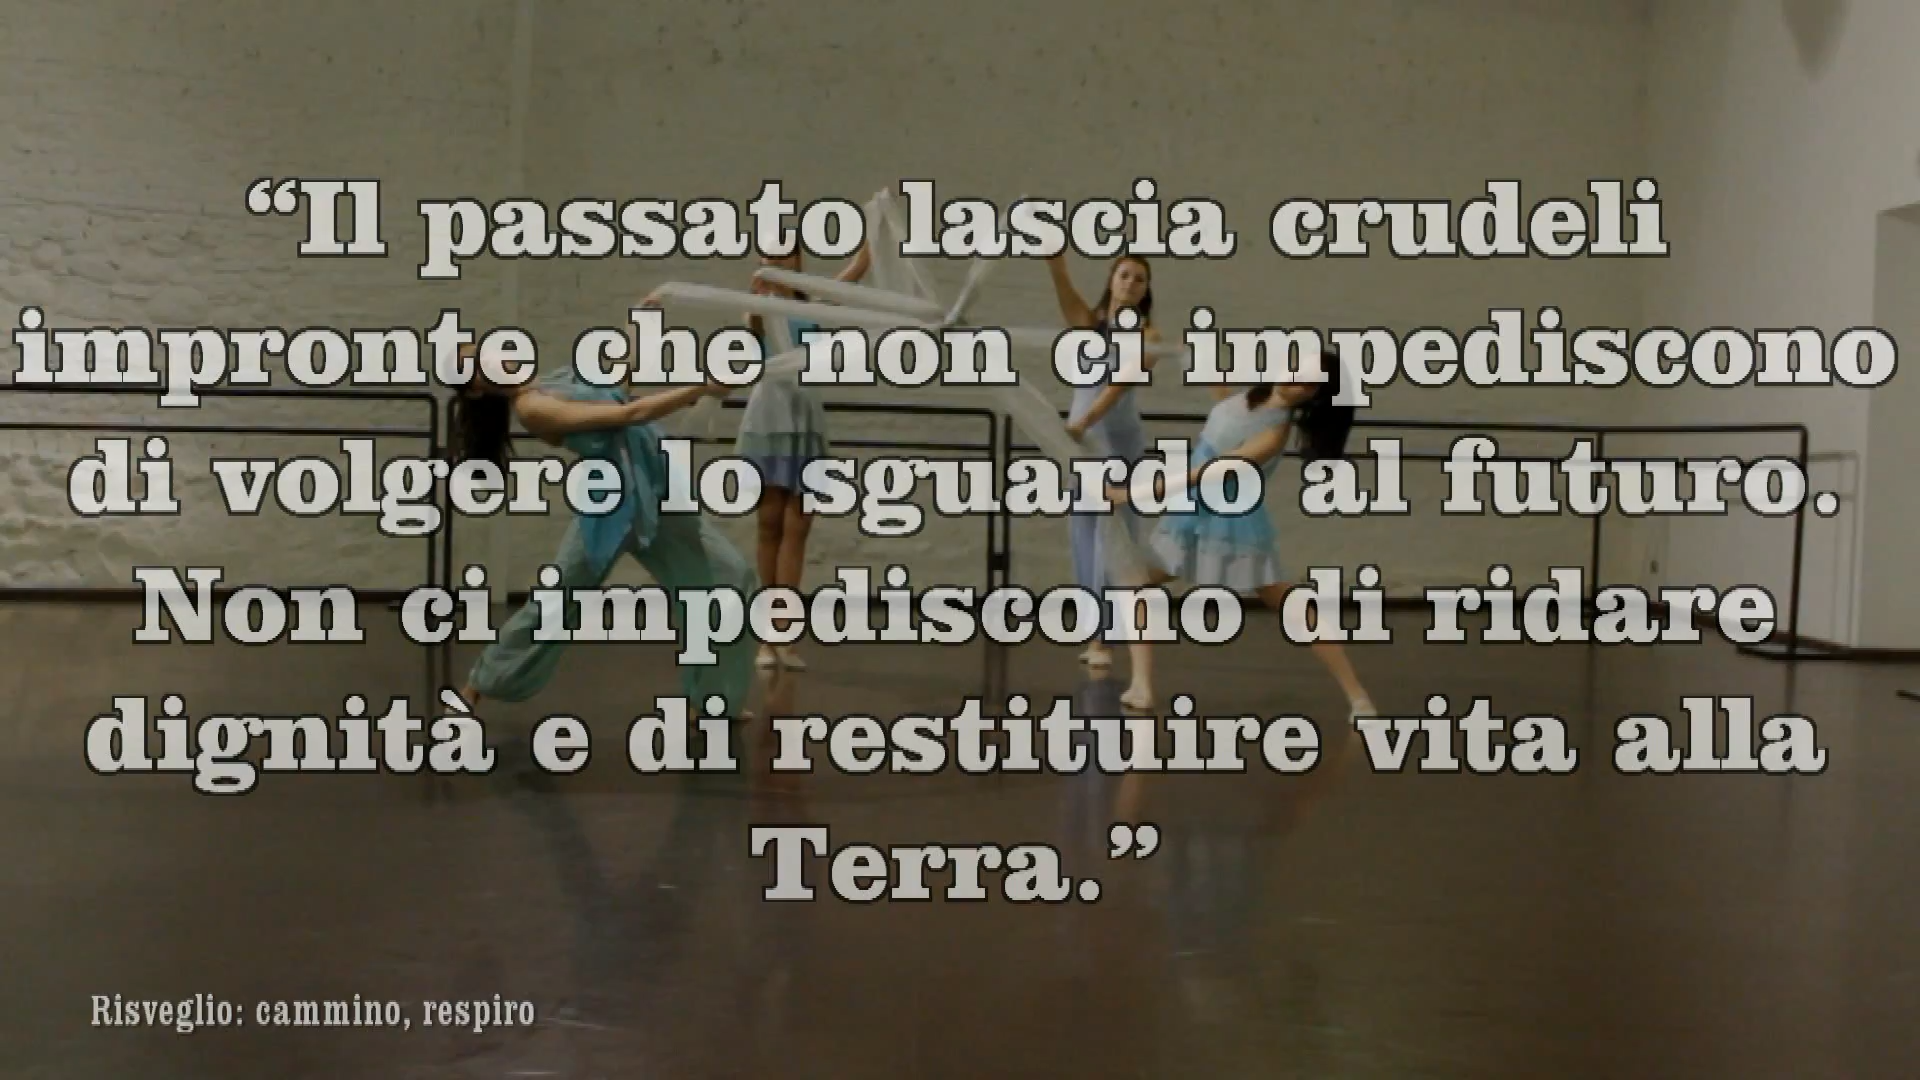 “Il passato lascia crudeli
impronte che non ci impediscono
di volgere lo sguardo al futuro.
Non ci impediscono di ridare
dignità e di restituire vita alla
Terra.”
Risveglio: cammino, respiro